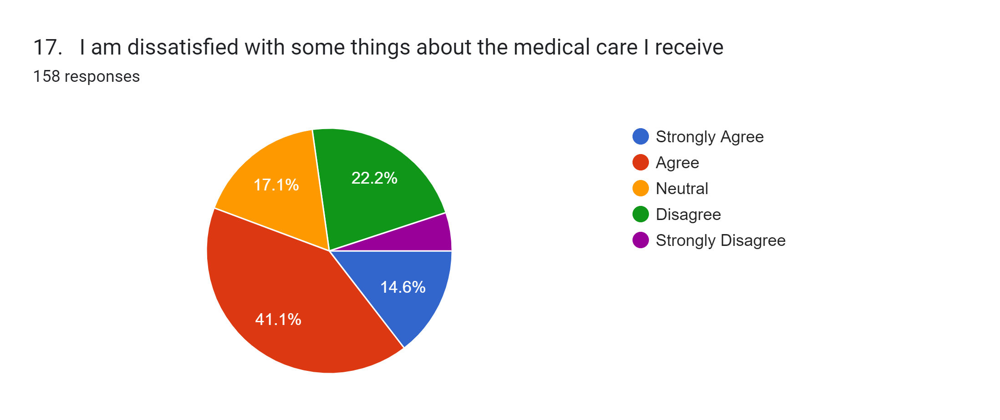 17. I am dissatisfied with some things about the medical care I receive
158 responses
Strongly Agree
Agree
Neutral
Disagree
Strongly Disagree
17.1%
22.2%
14.6%
41.1%